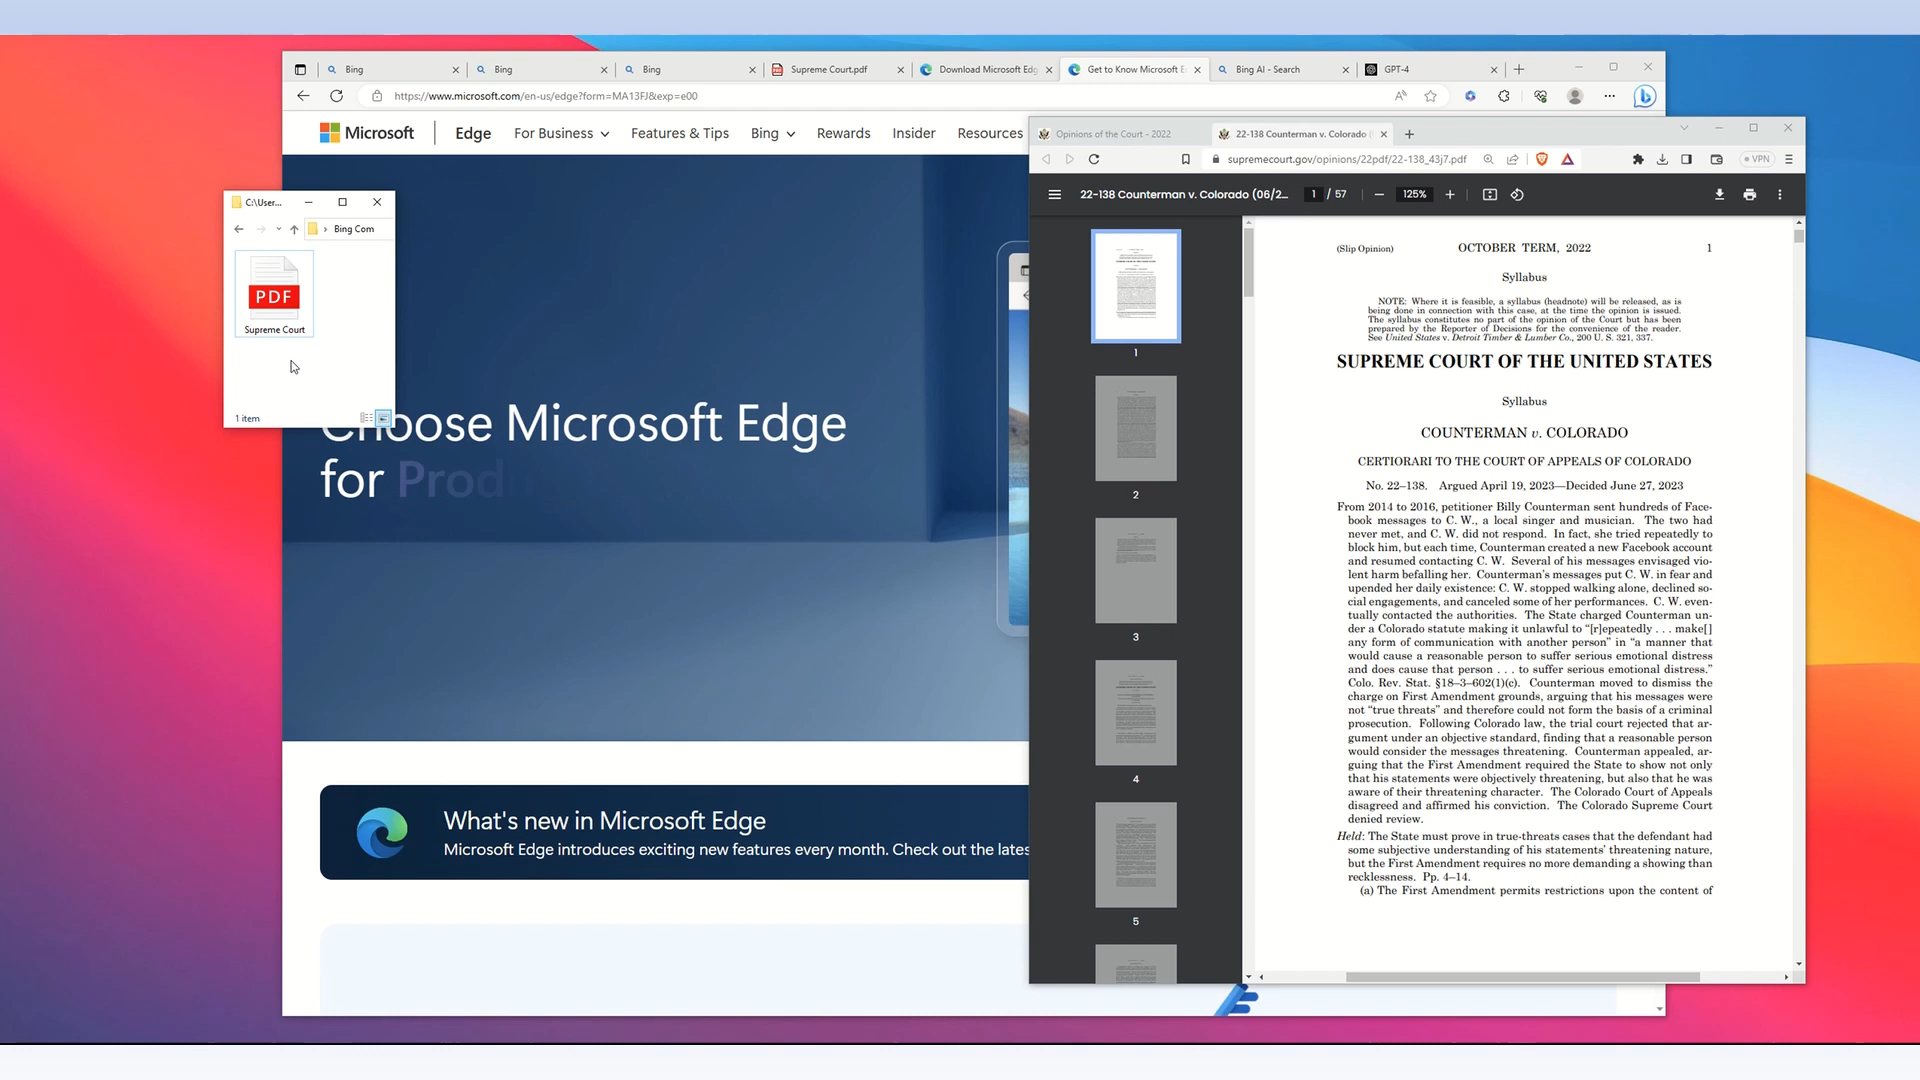 Bing
Bing
Bing
Supreme Court.pdf
Download Microsoft Edg
Get to Know Microsoft E
Bing AI - Search
GPT-4
https://www.microsoft.com/en-us/edge?form=MA13FJ&exp=e00
Microsoft
Edge
For Business
Features & Tips
Bing
Rewards
Insider
Resources
C:\User...
Bing Com
PDF
Supreme Court
1 item
Choose Microsoft Edge
for Prod
What's new in Microsoft Edge
Microsoft Edge introduces exciting new features every month. Check out the lates
Opinions of the Court - 2022
22-138 Counterman v. Colorado (
supremecourt.gov/opinions/22pdf/22-138_43j7.pdf
VPN
22-138 Counterman v. Colorado (06/2...
1 / 57
125%
1
2
3
4
5
(Slip Opinion) OCTOBER TERM, 2022 1
Syllabus
NOTE: Where it is feasible, a syllabus (headnote) will be released, as is
being done in connection with this case, at the time the opinion is issued.
The syllabus constitutes no part of the opinion of the Court but has been
prepared by the Reporter of Decisions for the convenience of the reader.
See United States v. Detroit Timber & Lumber Co., 200 U. S. 321, 337.
SUPREME COURT OF THE UNITED STATES
Syllabus
COUNTERMAN v. COLORADO
CERTIORARI TO THE COURT OF APPEALS OF COLORADO
No. 22–138. Argued April 19, 2023—Decided June 27, 2023
From 2014 to 2016, petitioner Billy Counterman sent hundreds of Face-
book messages to C. W., a local singer and musician. The two had
never met, and C. W. did not respond. In fact, she tried repeatedly to
block him, but each time, Counterman created a new Facebook account
and resumed contacting C. W. Several of his messages envisaged vio-
lent harm befalling her. Counterman's messages put C. W. in fear and
upended her daily existence: C. W. stopped walking alone, declined so-
cial engagements, and canceled some of her performances. C. W. even-
tually contacted the authorities. The State charged Counterman un-
der a Colorado statute making it unlawful to “[r]epeatedly . . . make[]
any form of communication with another person” in “a manner that
would cause a reasonable person to suffer serious emotional distress
and does cause that person . . . to suffer serious emotional distress.”
Colo. Rev. Stat. §18–3–602(1)(c). Counterman moved to dismiss the
charge on First Amendment grounds, arguing that his messages were
not “true threats” and therefore could not form the basis of a criminal
prosecution. Following Colorado law, the trial court rejected that ar-
gument under an objective standard, finding that a reasonable person
would consider the messages threatening. Counterman appealed, ar-
guing that the First Amendment required the State to show not only
that his statements were objectively threatening, but also that he was
aware of their threatening character. The Colorado Court of Appeals
disagreed and affirmed his conviction. The Colorado Supreme Court
denied review.
Held: The State must prove in true-threats cases that the defendant had
some subjective understanding of his statements' threatening nature,
but the First Amendment requires no more demanding a showing than
recklessness. Pp. 4–14.
(a) The First Amendment permits restrictions upon the content of